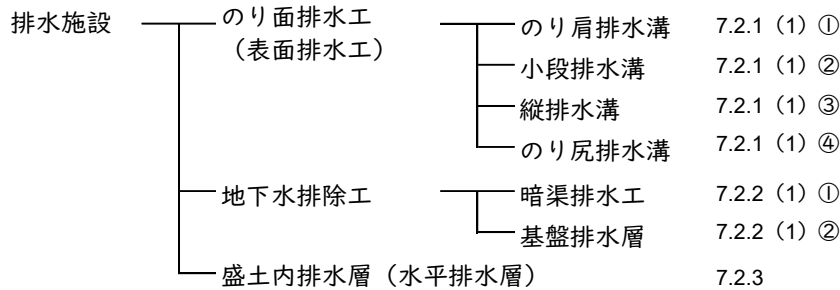 排水施設 のり面排水工 のり肩排水溝 7.2.1（1）①
（表面排水工） 小段排水溝 7.2.1（1）②
縦排水溝 7.2.1（1）③
のり尻排水溝 7.2.1（1）④
地下水排除工 暗渠排水工 7.2.2（1）①
基盤排水層 7.2.2（1）②
盛土内排水層（水平排水層） 7.2.3